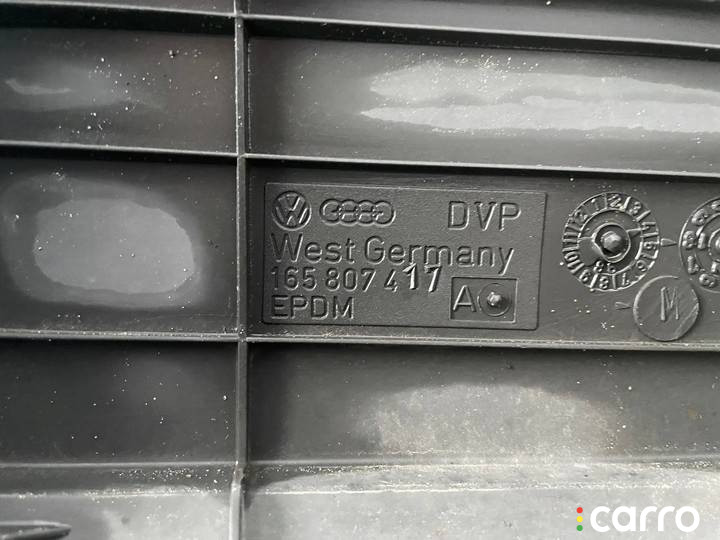 DVP
West Germany
165 807 417
EPDM A
M
carro